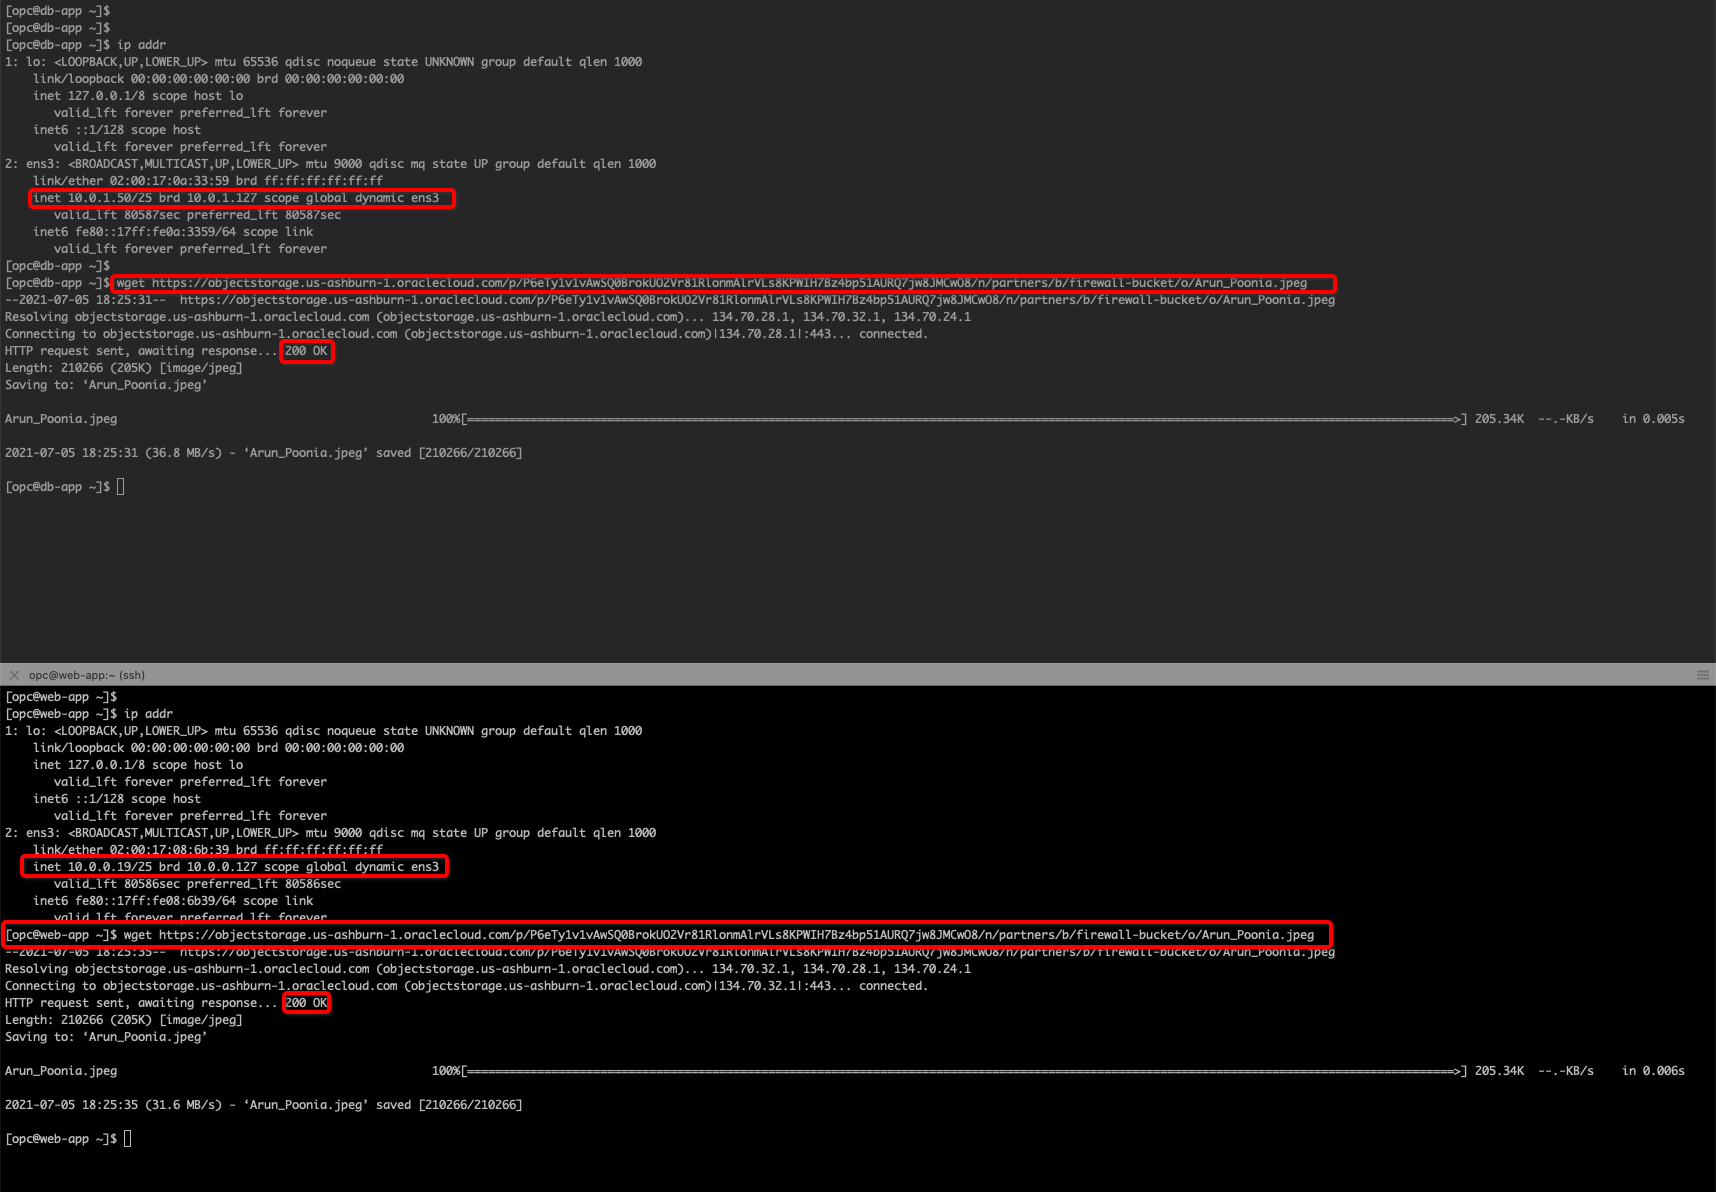 [opc@db-app ~]$
[opc@db-app ~]$
[opc@db-app ~]$ ip addr
1: lo: <LOOPBACK,UP,LOWER_UP> mtu 65536 qdisc noqueue state UNKNOWN group default qlen 1000
    link/loopback 00:00:00:00:00:00 brd 00:00:00:00:00:00
    inet 127.0.0.1/8 scope host lo
       valid_lft forever preferred_lft forever
    inet6 ::1/128 scope host
       valid_lft forever preferred_lft forever
2: ens3: <BROADCAST,MULTICAST,UP,LOWER_UP> mtu 9000 qdisc mq state UP group default qlen 1000
    link/ether 02:00:17:0a:33:59 brd ff:ff:ff:ff:ff:ff
    inet 10.0.1.50/25 brd 10.0.1.127 scope global dynamic ens3
       valid_lft 80587sec preferred_lft 80587sec
    inet6 fe80::17ff:fe0a:3359/64 scope link
       valid_lft forever preferred_lft forever
[opc@db-app ~]$
[opc@db-app ~]$ wget https://objectstorage.us-ashburn-1.oraclecloud.com/p/P6eTy1v1vAwSQ0BrokUO2Vr81RlonmAlrVLs8KPWIH7Bz4bp51AURQ7jw8JMCwO8/n/partners/b/firewall-bucket/o/Arun_Poonia.jpeg
--2021-07-05 18:25:31--  https://objectstorage.us-ashburn-1.oraclecloud.com/p/P6eTy1v1vAwSQ0BrokUO2Vr81RlonmAlrVLs8KPWIH7Bz4bp51AURQ7jw8JMCwO8/n/partners/b/firewall-bucket/o/Arun_Poonia.jpeg
Resolving objectstorage.us-ashburn-1.oraclecloud.com (objectstorage.us-ashburn-1.oraclecloud.com)... 134.70.28.1, 134.70.32.1, 134.70.24.1
Connecting to objectstorage.us-ashburn-1.oraclecloud.com (objectstorage.us-ashburn-1.oraclecloud.com)|134.70.28.1|:443... connected.
HTTP request sent, awaiting response... 200 OK
Length: 210266 (205K) [image/jpeg]
Saving to: ‘Arun_Poonia.jpeg’
Arun_Poonia.jpeg 100%[===================>] 205.34K --.-KB/s in 0.005s
2021-07-05 18:25:31 (36.8 MB/s) - ‘Arun_Poonia.jpeg’ saved [210266/210266]
[opc@db-app ~]$
opc@web-app:~ (ssh)
[opc@web-app ~]$
[opc@web-app ~]$ ip addr
1: lo: <LOOPBACK,UP,LOWER_UP> mtu 65536 qdisc noqueue state UNKNOWN group default qlen 1000
    link/loopback 00:00:00:00:00:00 brd 00:00:00:00:00:00
    inet 127.0.0.1/8 scope host lo
       valid_lft forever preferred_lft forever
    inet6 ::1/128 scope host
       valid_lft forever preferred_lft forever
2: ens3: <BROADCAST,MULTICAST,UP,LOWER_UP> mtu 9000 qdisc mq state UP group default qlen 1000
    link/ether 02:00:17:08:6b:39 brd ff:ff:ff:ff:ff:ff
    inet 10.0.0.19/25 brd 10.0.0.127 scope global dynamic ens3
       valid_lft 80586sec preferred_lft 80586sec
    inet6 fe80::17ff:fe08:6b39/64 scope link
       valid_lft forever preferred_lft forever
[opc@web-app ~]$ wget https://objectstorage.us-ashburn-1.oraclecloud.com/p/P6eTy1v1vAwSQ0BrokUO2Vr81RlonmAlrVLs8KPWIH7Bz4bp51AURQ7jw8JMCwO8/n/partners/b/firewall-bucket/o/Arun_Poonia.jpeg
--2021-07-05 18:25:35--  https://objectstorage.us-ashburn-1.oraclecloud.com/p/P6eTy1v1vAwSQ0BrokUO2Vr81RlonmAlrVLs8KPWIH7Bz4bp51AURQ7jw8JMCwO8/n/partners/b/firewall-bucket/o/Arun_Poonia.jpeg
Resolving objectstorage.us-ashburn-1.oraclecloud.com (objectstorage.us-ashburn-1.oraclecloud.com)... 134.70.32.1, 134.70.28.1, 134.70.24.1
Connecting to objectstorage.us-ashburn-1.oraclecloud.com (objectstorage.us-ashburn-1.oraclecloud.com)|134.70.32.1|:443... connected.
HTTP request sent, awaiting response... 200 OK
Length: 210266 (205K) [image/jpeg]
Saving to: ‘Arun_Poonia.jpeg’
Arun_Poonia.jpeg 100%[===================>] 205.34K --.-KB/s in 0.006s
2021-07-05 18:25:35 (31.6 MB/s) - ‘Arun_Poonia.jpeg’ saved [210266/210266]
[opc@web-app ~]$